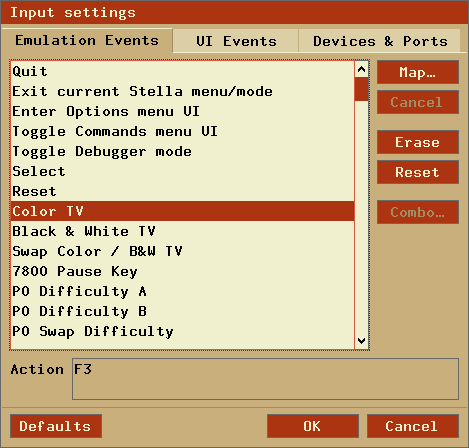 Input settings
Emulation Events
UI Events
Devices & Ports
Quit
Exit current Stella menu/mode
Enter Options menu UI
Toggle Commands menu UI
Toggle Debugger mode
Select
Reset
Color TV
Black & White TV
Swap Color / B&W TV
7800 Pause Key
P0 Difficulty A
P0 Difficulty B
P0 Swap Difficulty
Map…
Cancel
Erase
Reset
Combo…
Action F3
Defaults
OK
Cancel